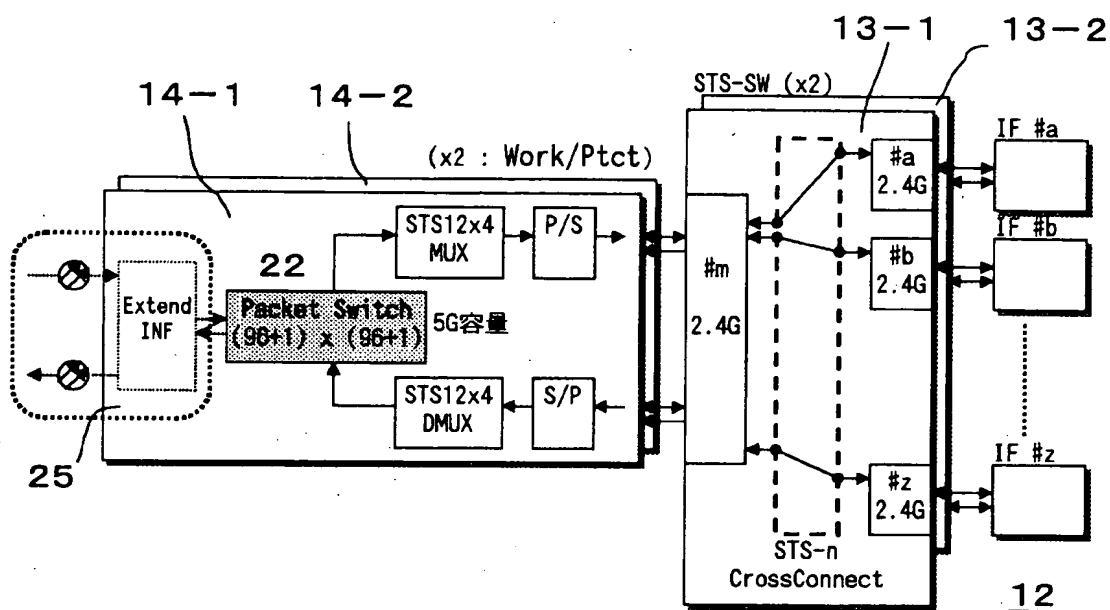 13-1
13-2
14-1
14-2
STS-SW (x2)
(x2 : Work/Ptct)
IF #a
#a
2.4G
IF #b
#b
2.4G
STS12x4
MUX
P/S
22
#m
2.4G
Extend
INF
Packet Switch
(96+1) x (96+1)
5G容量
STS12x4
DMUX
S/P
25
IF #z
#z
2.4G
STS-n
CrossConnect
12